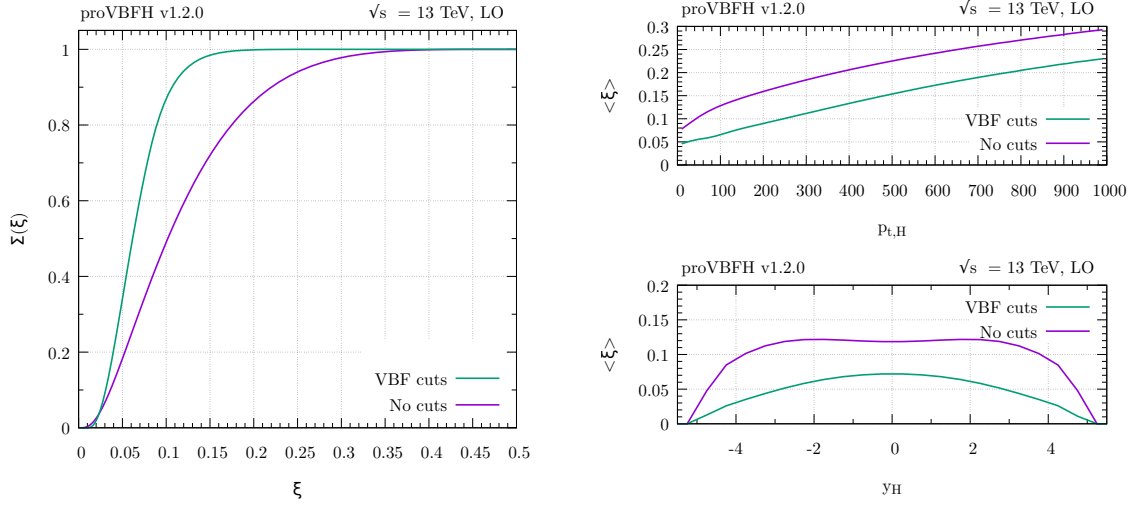 proVBFH v1.2.0 √s = 13 TeV, LO
1
0.8
0.6
0.4
0.2
0
Σ(ξ)
VBF cuts
No cuts
0 0.05 0.1 0.15 0.2 0.25 0.3 0.35 0.4 0.45 0.5
ξ
proVBFH v1.2.0 √s = 13 TeV, LO
0.3
0.25
0.2
0.15
0.1
0.05
0
<ξ>
VBF cuts
No cuts
0 100 200 300 400 500 600 700 800 900 1000
p_{t,H}
proVBFH v1.2.0 √s = 13 TeV, LO
0.2
0.15
0.1
0.05
0
<ξ>
VBF cuts
No cuts
-4 -2 0 2 4
y_H